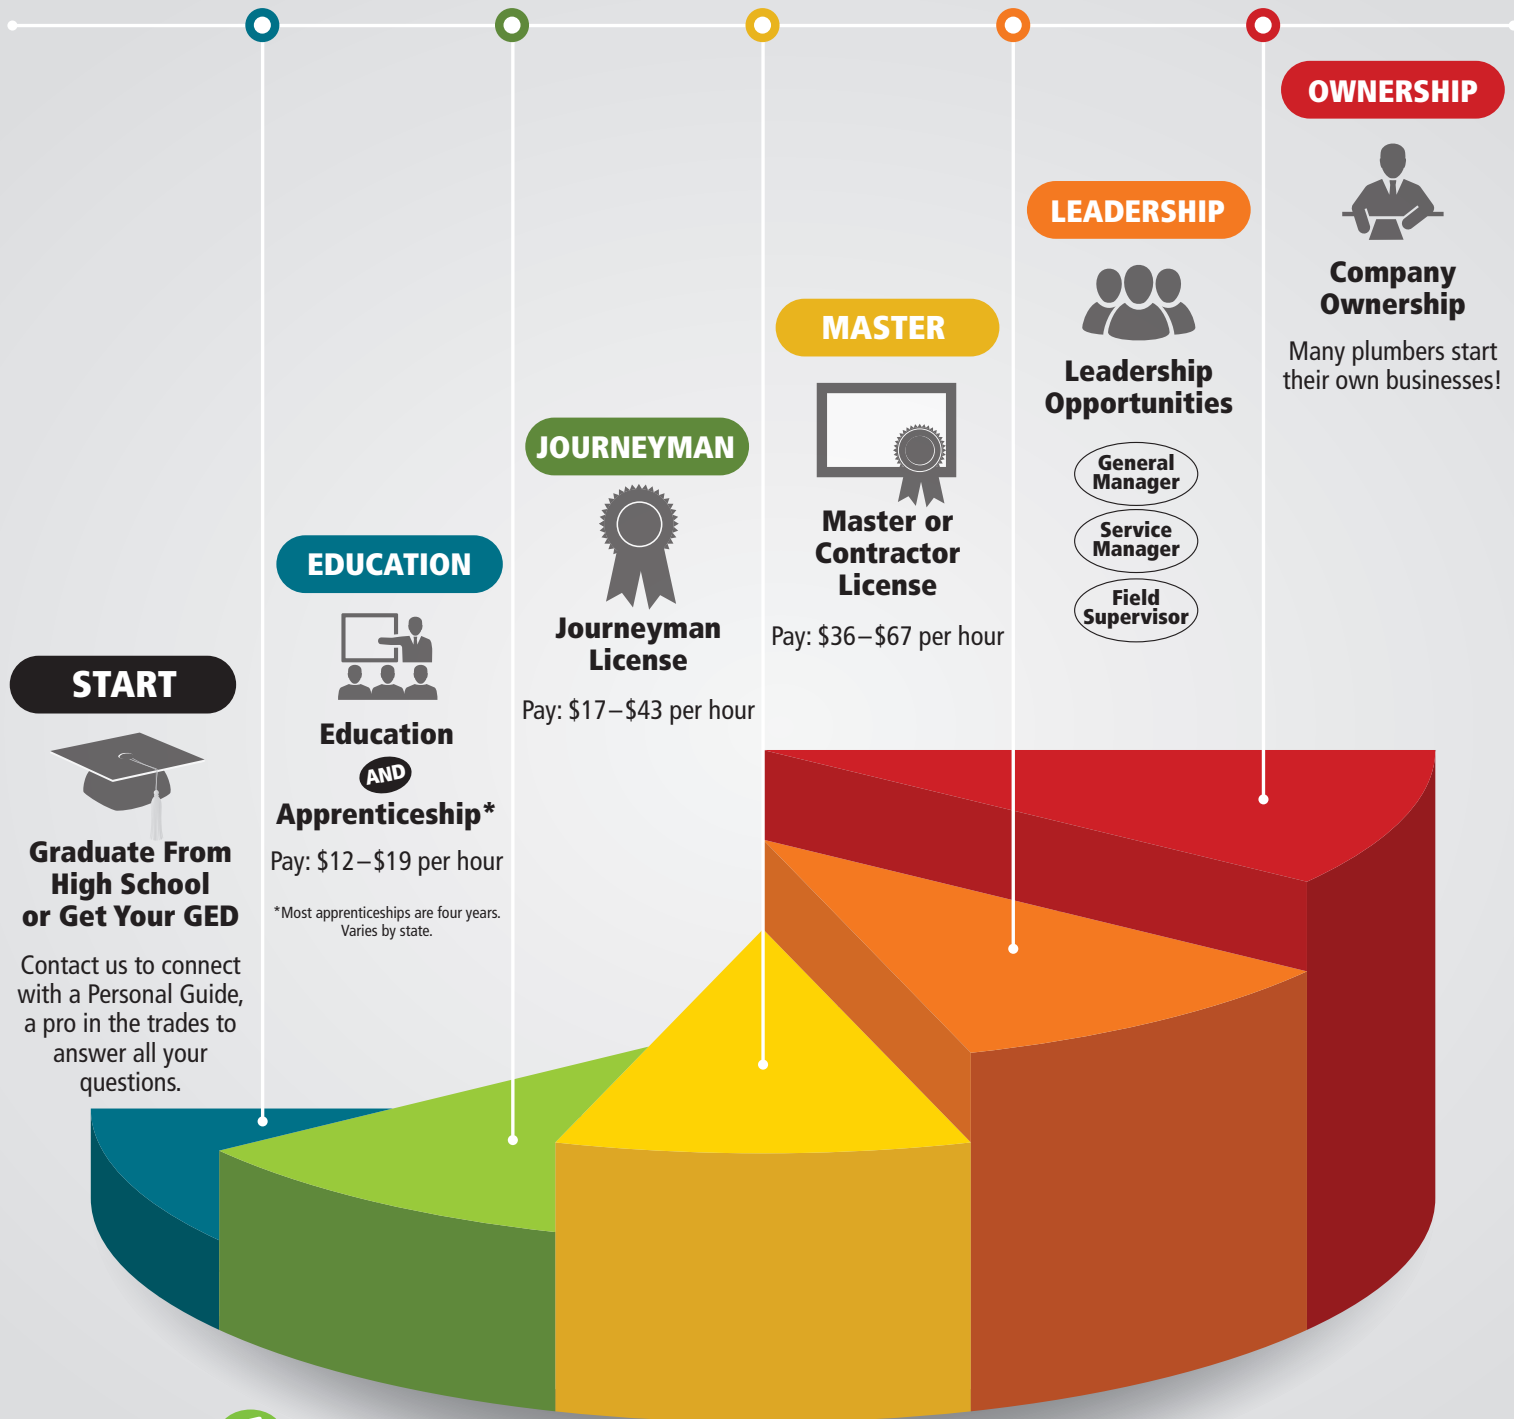 START
Graduate From
High School
or Get Your GED
Contact us to connect
with a Personal Guide,
a pro in the trades to
answer all your
questions.
EDUCATION
Education
AND
Apprenticeship*
Pay: $12–$19 per hour
*Most apprenticeships are four years.
Varies by state.
JOURNEYMAN
Journeyman
License
Pay: $17–$43 per hour
MASTER
Master or
Contractor
License
Pay: $36–$67 per hour
LEADERSHIP
Leadership
Opportunities
General
Manager
Service
Manager
Field
Supervisor
OWNERSHIP
Company
Ownership
Many plumbers start
their own businesses!